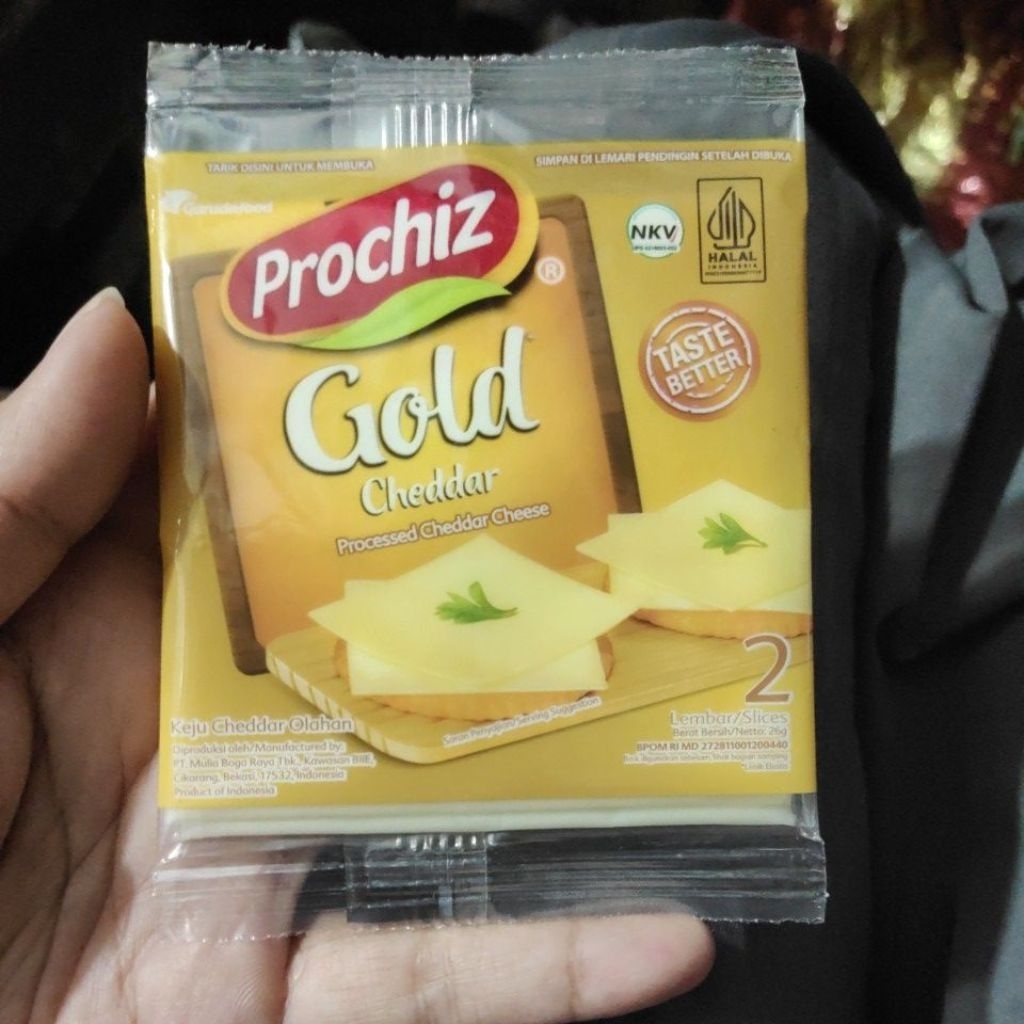 TARIK DISINI UNTUK MEMBUKA
SIMPAN DI LEMARI PENDINGIN SETELAH DIBUKA
Garudafood
Prochiz
®
NKV
HALAL
INDONESIA
TASTE
BETTER
Gold
Cheddar
Processed Cheddar Cheese
2
Lembar/Slices
Berat Bersih/Netto: 26g
BPOM RI MD 272811001200440
Keju Cheddar Olahan
Saran Penyajian/Serving Suggestion
Diproduksi oleh/Manufactured by:
PT. Mulia Boga Raya Tbk., Kawasan BIIE,
Cikarang, Bekasi, 17532, Indonesia
Product of Indonesia